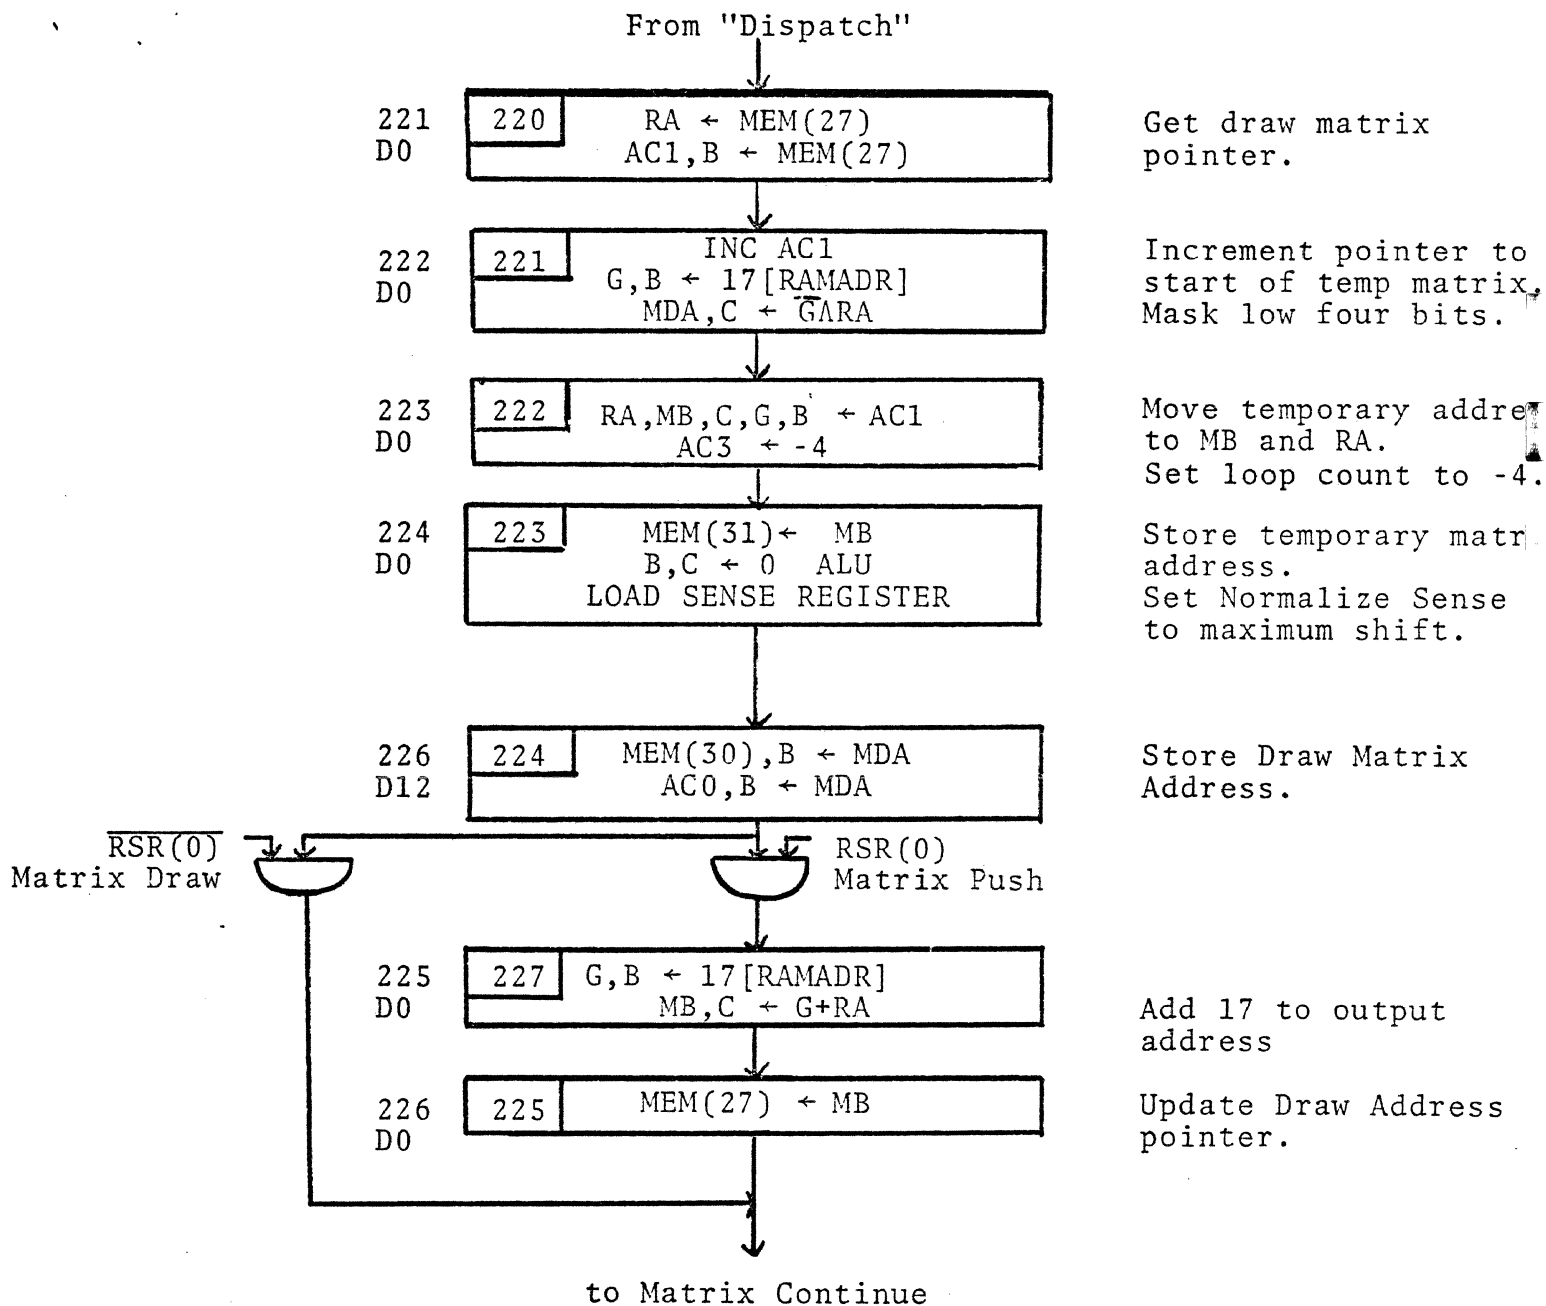 From "Dispatch"
221
D0
220
RA ← MEM(27)
AC1,B ← MEM(27)
Get draw matrix
pointer.
222
D0
221
INC AC1
G,B ← 17[RAMADR]
MDA,C ← G̅ΛRA
Increment pointer to
start of temp matrix,
Mask low four bits.
223
D0
222
RA,MB,C,G,B ← AC1
AC3 ← -4
Move temporary addre
to MB and RA.
Set loop count to -4.
224
D0
223
MEM(31)← MB
B,C ← 0 ALU
LOAD SENSE REGISTER
Store temporary matr
address.
Set Normalize Sense
to maximum shift.
226
D12
224
MEM(30),B ← MDA
AC0,B ← MDA
Store Draw Matrix
Address.
R̅S̅R̅(̅0̅)̅
Matrix Draw
RSR(0)
Matrix Push
225
D0
227
G,B ← 17[RAMADR]
MB,C ← G+RA
Add 17 to output
address
226
D0
225
MEM(27) ← MB
Update Draw Address
pointer.
to Matrix Continue